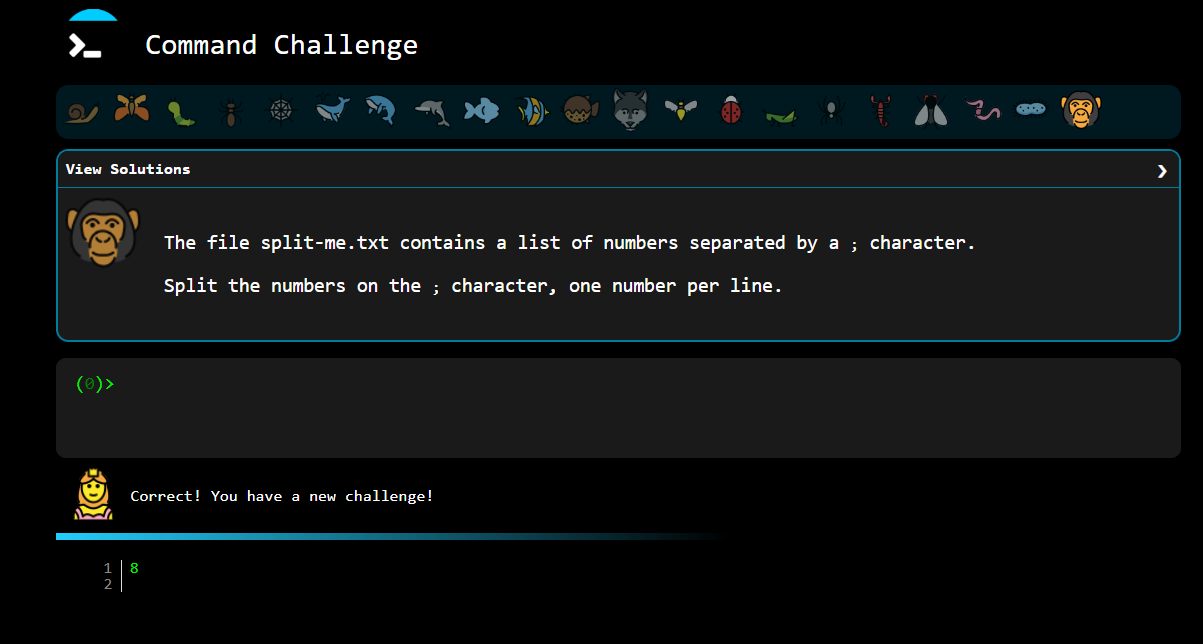 Command Challenge
View Solutions
The file split-me.txt contains a list of numbers separated by a ; character.
Split the numbers on the ; character, one number per line.
(0)>
Correct! You have a new challenge!
1 8
2